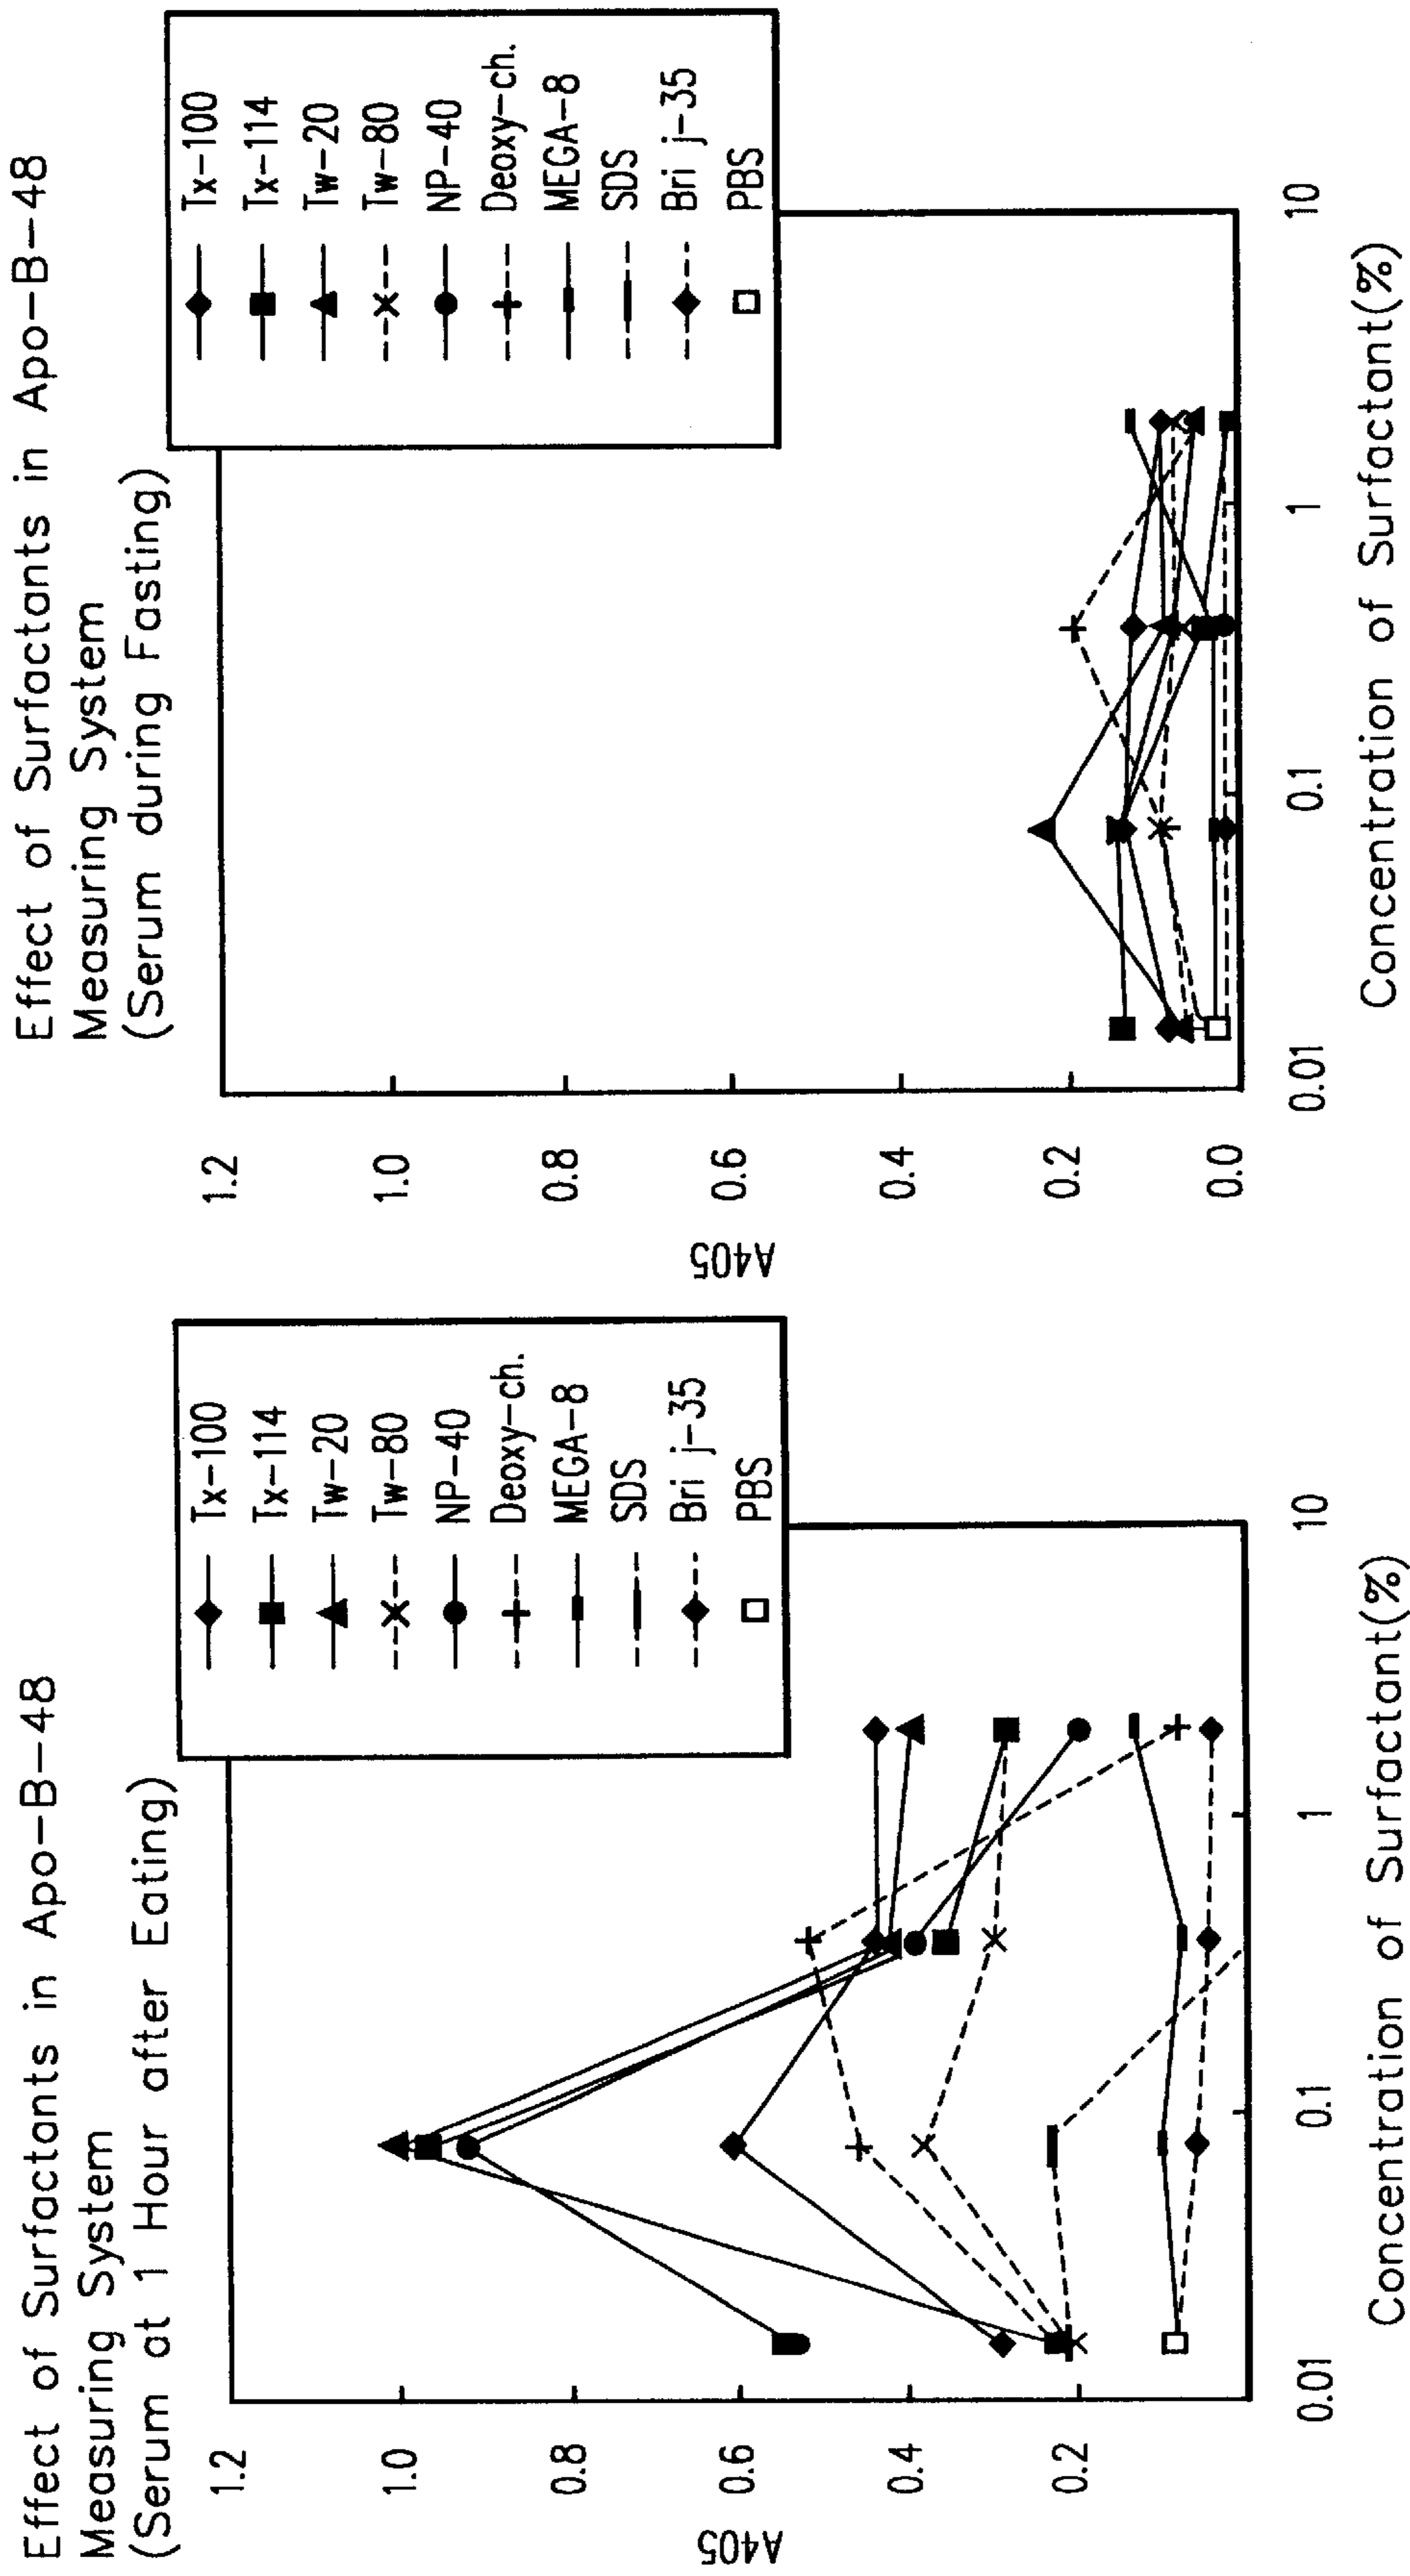 Effect of Surfactants in Apo-B-48
Measuring System
(Serum at 1 Hour after Eating)
Tx-100
Tx-114
Tw-20
Tw-80
NP-40
Deoxy-ch.
MEGA-8
SDS
Bri j-35
PBS
1.2
1.0
0.8
0.6
0.4
0.2
A405
0.01
0.1
1
10
Concentration of Surfactant(%)
Effect of Surfactants in Apo-B-48
Measuring System
(Serum during Fasting)
Tx-100
Tx-114
Tw-20
Tw-80
NP-40
Deoxy-ch.
MEGA-8
SDS
Bri j-35
PBS
1.2
1.0
0.8
0.6
0.4
0.2
0.0
A405
0.01
0.1
1
10
Concentration of Surfactant(%)